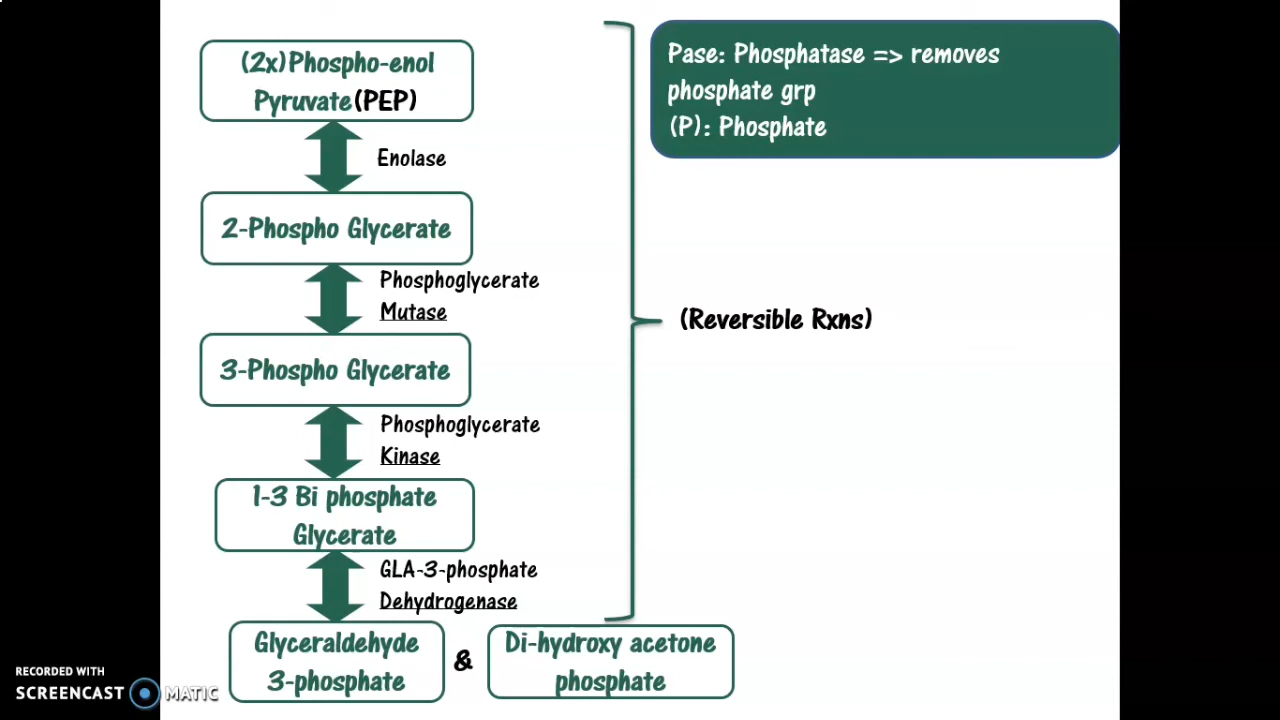 (2x)Phospho-enol
Pyruvate(PEP)
Enolase
2-Phospho Glycerate
Phosphoglycerate
Mutase
3-Phospho Glycerate
Phosphoglycerate
Kinase
1-3 Bi phosphate
Glycerate
GLA-3-phosphate
Dehydrogenase
Glyceraldehyde
3-phosphate
&
Di-hydroxy acetone
phosphate
Pase: Phosphatase => removes
phosphate grp
(P): Phosphate
(Reversible Rxns)
RECORDED WITH
SCREENCAST MATIC